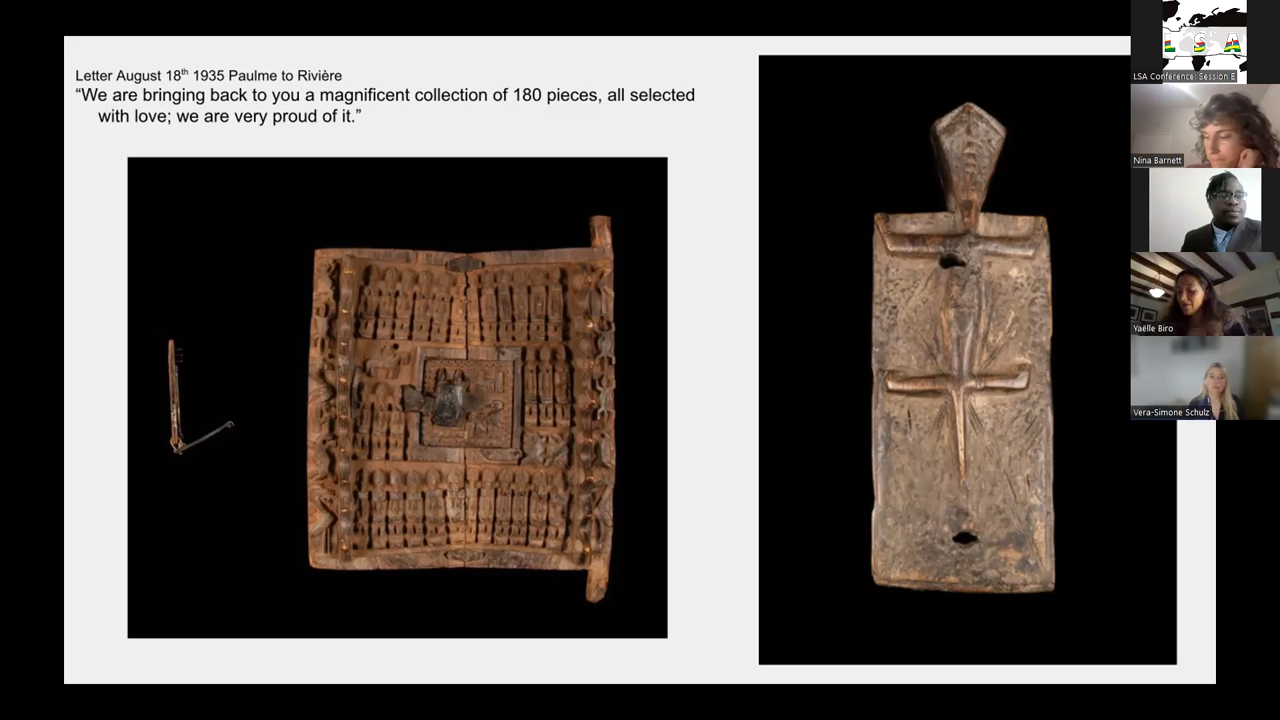 Letter August 18th 1935 Paulme to Rivière
“We are bringing back to you a magnificent collection of 180 pieces, all selected
with love; we are very proud of it.”
LSA
LSA Conference: Session E
Nina Barnett
Yaëlle Biro
Vera-Simone Schulz